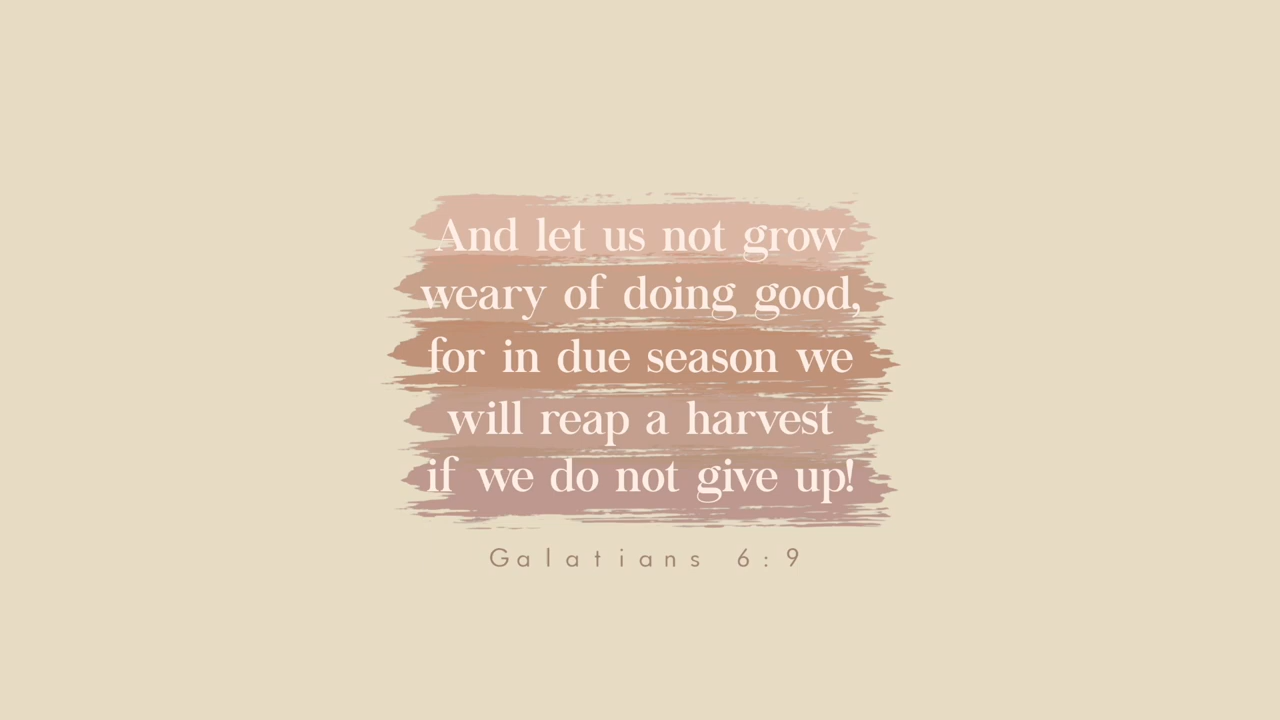 And let us not grow
weary of doing good,
for in due season we
will reap a harvest
if we do not give up!
Galatians 6:9